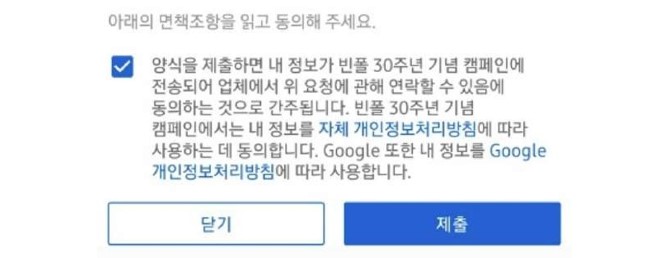 아래의 면책조항을 읽고 동의해 주세요.
양식을 제출하면 내 정보가 빈폴 30주년 기념 캠페인에
전송되어 업체에서 위 요청에 관해 연락할 수 있음에
동의하는 것으로 간주됩니다. 빈폴 30주년 기념
캠페인에서는 내 정보를 자체 개인정보처리방침에 따라
사용하는 데 동의합니다. Google 또한 내 정보를 Google
개인정보처리방침에 따라 사용합니다.
닫기 제출